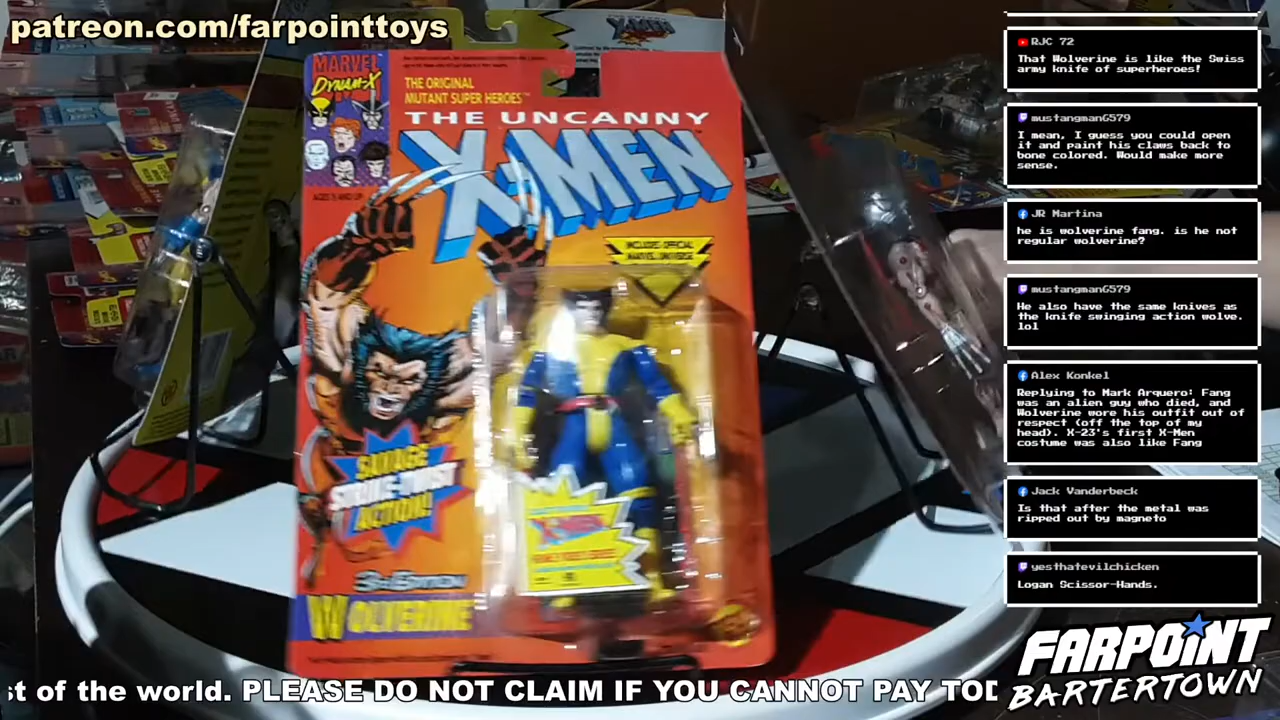 patreon.com/farpointtoys
MARVEL
DYNAM-X
THE ORIGINAL
MUTANT SUPER HEROES™
THE UNCANNY
X-MEN
AGES 5 AND UP
INCLUDES OFFICIAL
MARVEL UNIVERSE
SAVAGE
STRIKE-TWIST
ACTION!
3rd EDITION
WOLVERINE
X-MEN
RJC 72
That Wolverine is like the Swiss
army knife of superheroes!
mustangman6579
I mean, I guess you could open
it and paint his claws back to
bone colored. Would make more
sense.
JR Martina
he is wolverine fang. is he not
regular wolverine?
mustangman6579
He also have the same knives as
the knife swinging action wolve.
lol
Alex Konkel
Replying to Mark Arquero: Fang
was an alien guy who died, and
Wolverine wore his outfit out of
respect (off the top of my
head). X-23's first X-Men
costume was also like Fang
Jack Vanderbeck
Is that after the metal was
ripped out by magneto
yesthatevilchicken
Logan Scissor-Hands.
FARPOINT
BARTERTOWN
st of the world. PLEASE DO NOT CLAIM IF YOU CANNOT PAY TOD